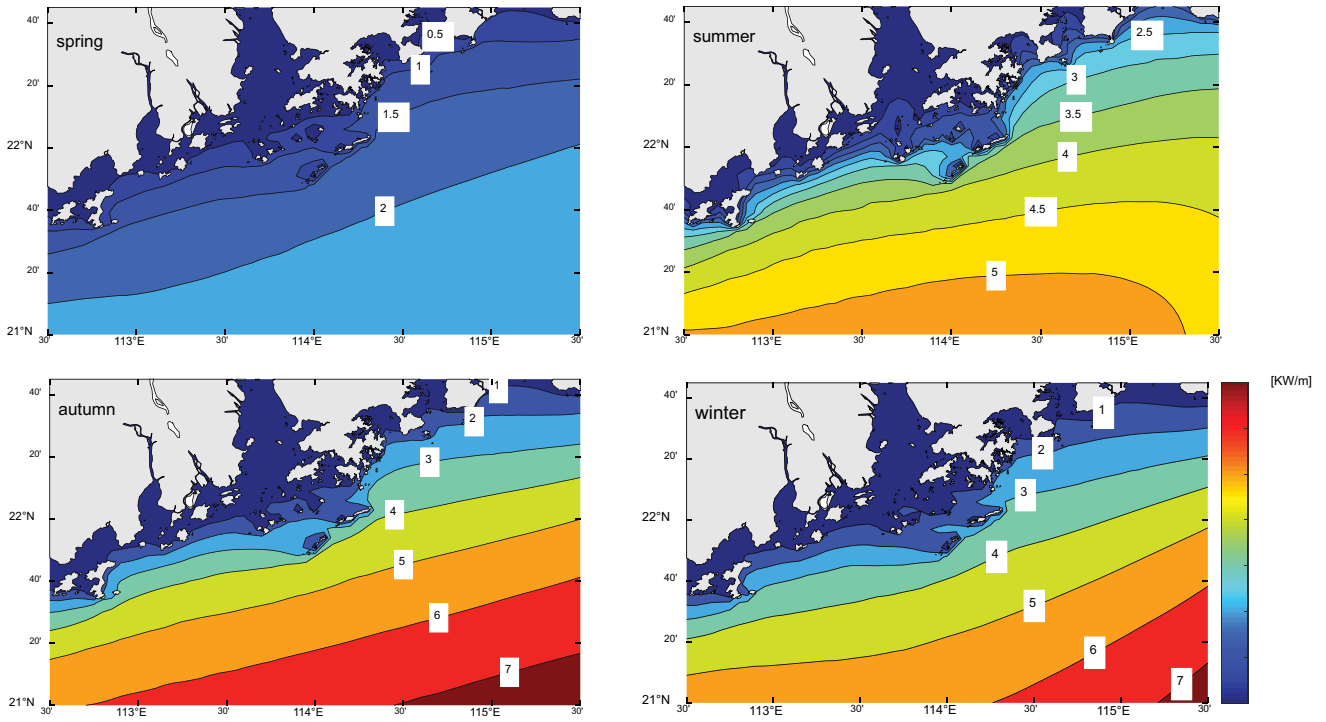 40'
spring
0.5
1
20'
1.5
22°N
40'
2
20'
21°N
30'
113°E
30'
114°E
30'
115°E
30'
40'
summer
2.5
20'
3
3.5
22°N
4
40'
4.5
20'
5
21°N
30'
113°E
30'
114°E
30'
115°E
30'
40'
autumn
1
2
20'
3
22°N
4
5
40'
6
20'
7
21°N
30'
113°E
30'
114°E
30'
115°E
30'
[KW/m]
40'
winter
1
2
20'
3
22°N
4
40'
5
20'
6
7
21°N
30'
113°E
30'
114°E
30'
115°E
30'